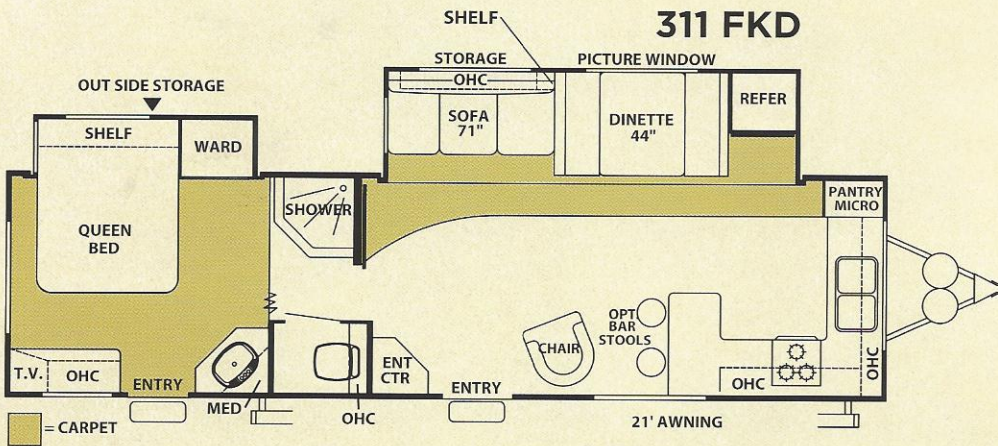 311 FKD
SHELF
STORAGE
PICTURE WINDOW
OHC
SOFA
71"
DINETTE
44"
REFER
OUT SIDE STORAGE
SHELF
WARD
QUEEN
BED
SHOWER
PANTRY
MICRO
OPT
BAR
STOOLS
CHAIR
ENT
CTR
T.V.
OHC
ENTRY
MED
OHC
ENTRY
21' AWNING
OHC
OHC
= CARPET